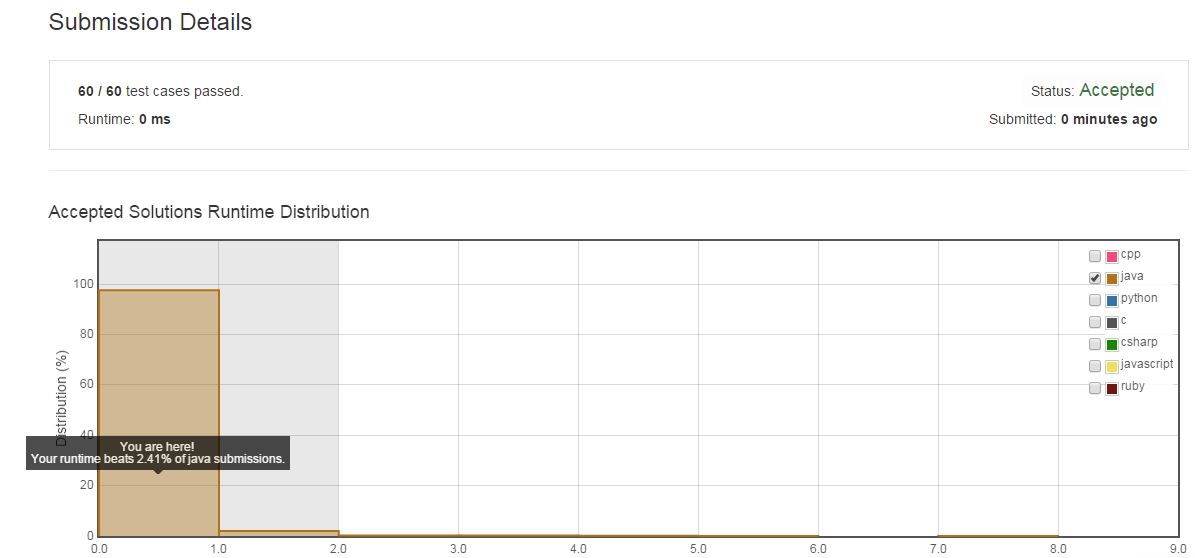 Submission Details
60 / 60 test cases passed.
Status: Accepted
Runtime: 0 ms
Submitted: 0 minutes ago
Accepted Solutions Runtime Distribution
cpp
java
python
c
csharp
javascript
ruby
Distribution (%)
100
80
60
40
20
0
You are here!
Your runtime beats 2.41% of java submissions.
0.0 1.0 2.0 3.0 4.0 5.0 6.0 7.0 8.0 9.0